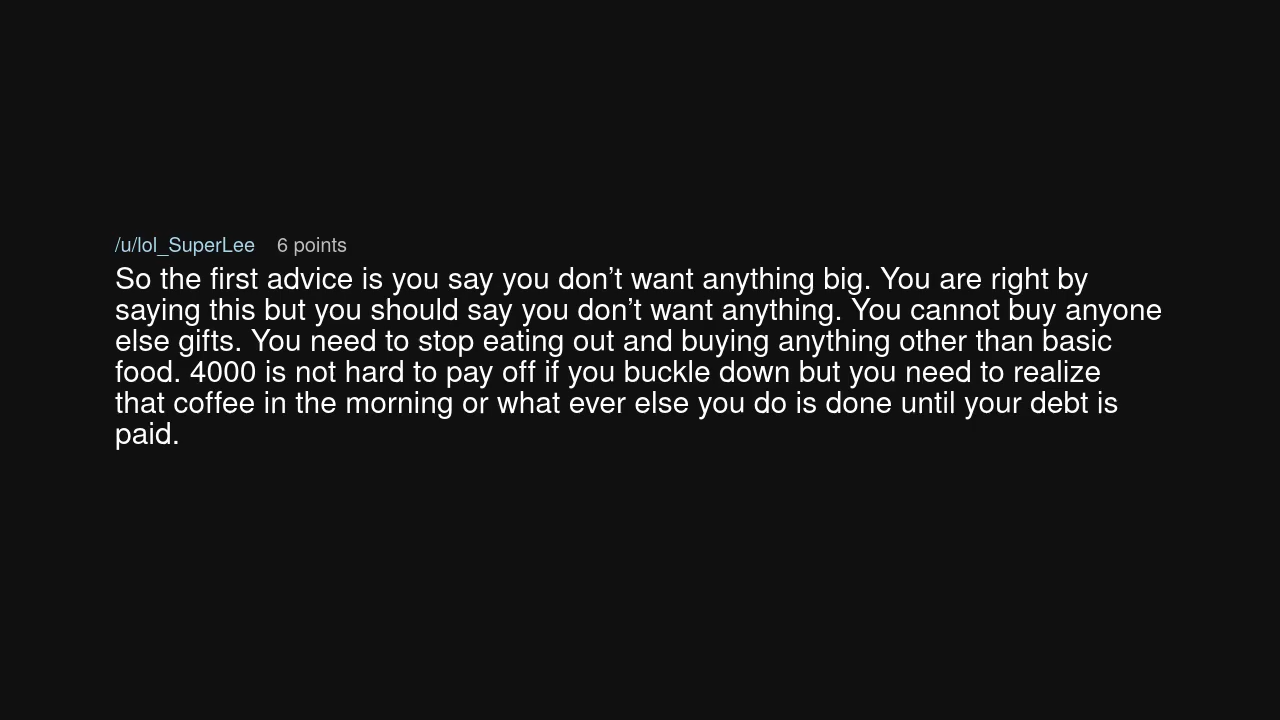 /u/lol_SuperLee 6 points
So the first advice is you say you don’t want anything big. You are right by
saying this but you should say you don’t want anything. You cannot buy anyone
else gifts. You need to stop eating out and buying anything other than basic
food. 4000 is not hard to pay off if you buckle down but you need to realize
that coffee in the morning or what ever else you do is done until your debt is
paid.